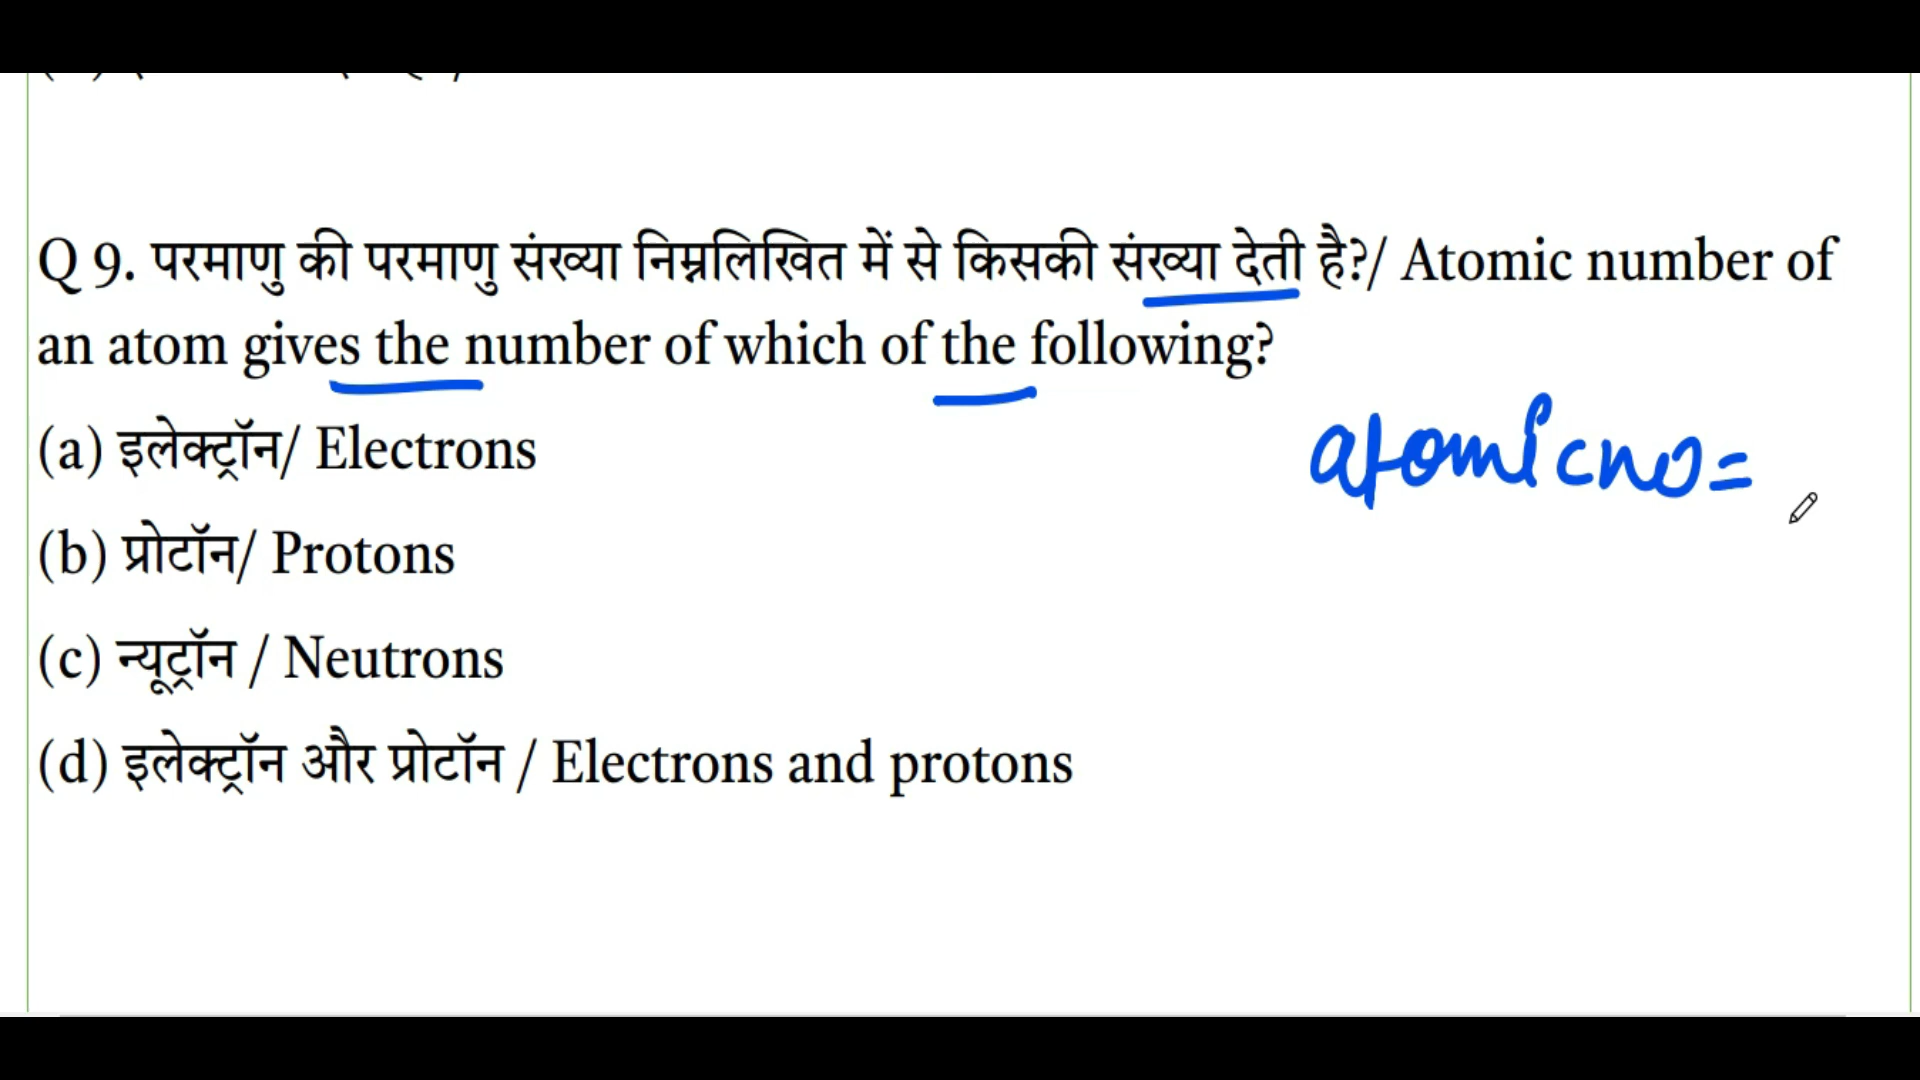 Q 9. परमाणु की परमाणु संख्या निम्नलिखित में से किसकी संख्या देती है?/ Atomic number of
an atom gives the number of which of the following?
(a) इलेक्ट्रॉन/ Electrons
atomic no =
(b) प्रोटॉन/ Protons
(c) न्यूट्रॉन / Neutrons
(d) इलेक्ट्रॉन और प्रोटॉन / Electrons and protons